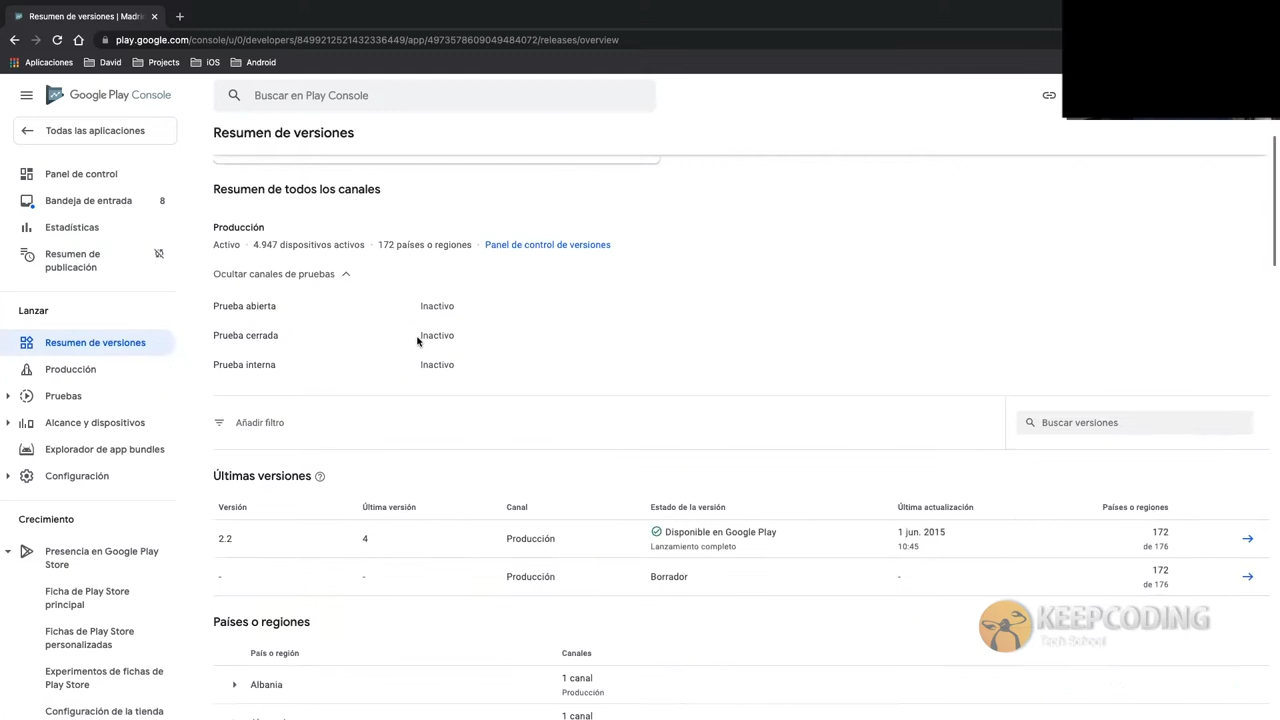 Resumen de versiones | Madri
play.google.com/console/u/0/developers/8499212521432336449/app/4973578609049484072/releases/overview
Aplicaciones David Projects iOS Android
Google Play Console
Buscar en Play Console
Todas las aplicaciones
Resumen de versiones
Panel de control
Bandeja de entrada 8
Estadísticas
Resumen de
publicación
Lanzar
Resumen de versiones
Producción
Pruebas
Alcance y dispositivos
Explorador de app bundles
Configuración
Crecimiento
Presencia en Google Play
Store
Ficha de Play Store
principal
Fichas de Play Store
personalizadas
Experimentos de fichas de
Play Store
Configuración de la tienda
Resumen de todos los canales
Producción
Activo · 4.947 dispositivos activos · 172 países o regiones · Panel de control de versiones
Ocultar canales de pruebas
Prueba abierta Inactivo
Prueba cerrada Inactivo
Prueba interna Inactivo
Añadir filtro
Buscar versiones
Últimas versiones
Versión Última versión Canal Estado de la versión Última actualización Países o regiones
2.2 4 Producción Disponible en Google Play 1 jun. 2015 172
Lanzamiento completo 10:45 de 176
- - Producción Borrador - 172
de 176
Países o regiones
País o región Canales
Albania 1 canal
Producción
1 canal
KEEPCODING
Tech School